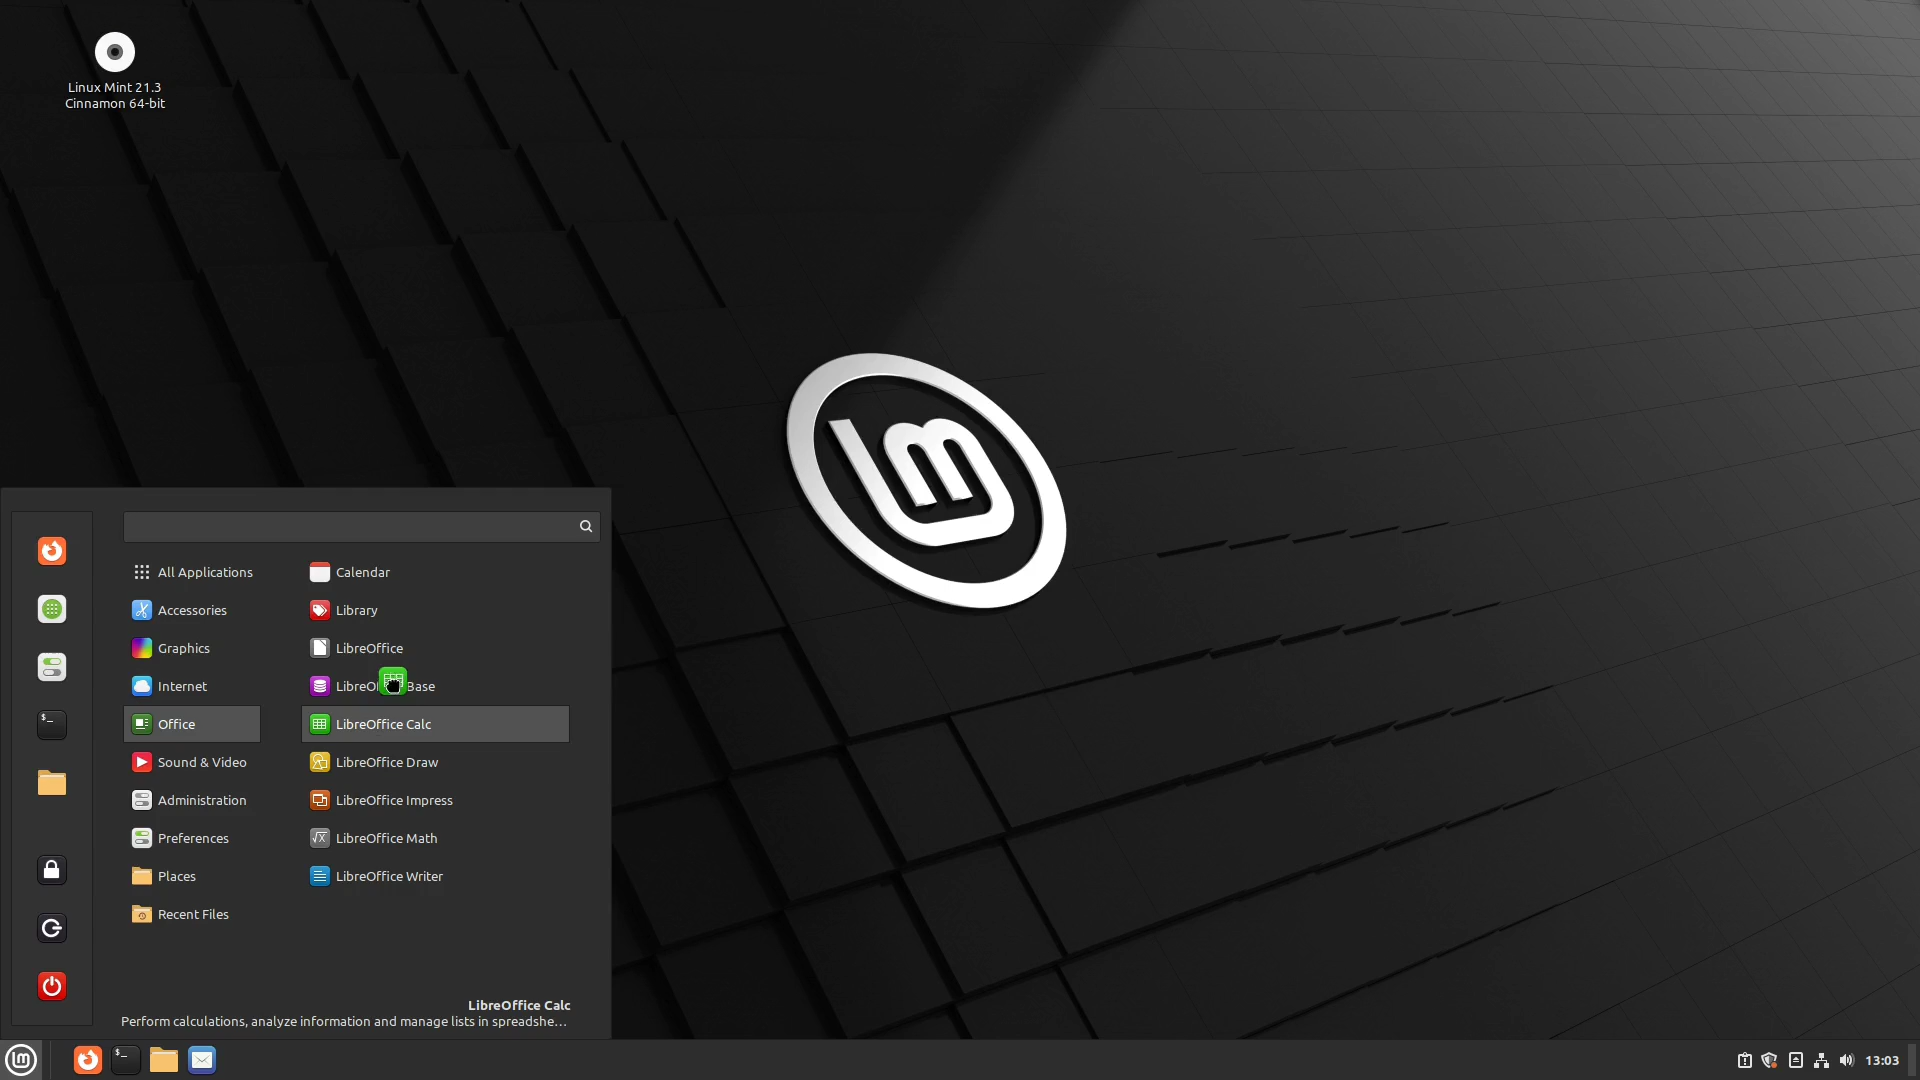 Linux Mint 21.3
Cinnamon 64-bit
All Applications
Accessories
Graphics
Internet
Office
Sound & Video
Administration
Preferences
Places
Recent Files
Calendar
Library
LibreOffice
Base
LibreOffice Calc
LibreOffice Draw
LibreOffice Impress
LibreOffice Math
LibreOffice Writer
LibreOffice Calc
Perform calculations, analyze information and manage lists in spreadshe…
13:03